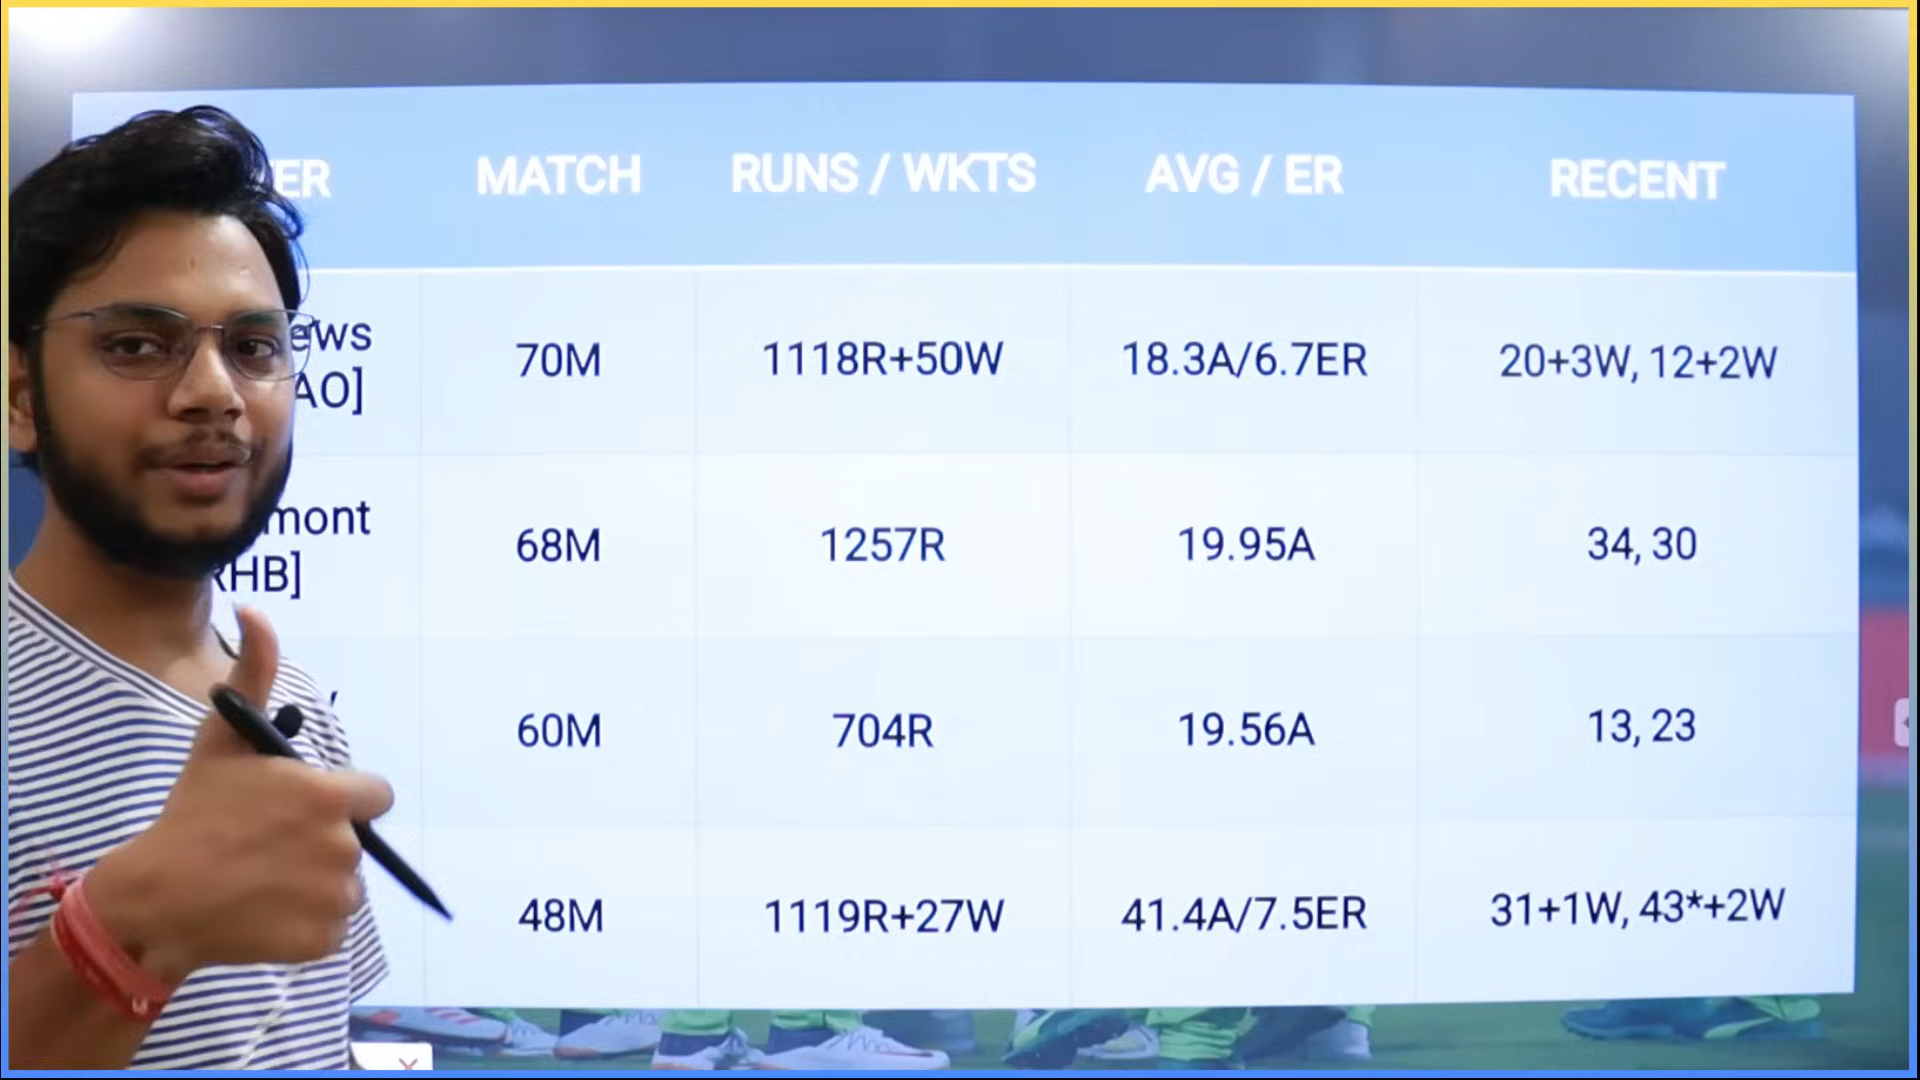 ER MATCH RUNS / WKTS AVG / ER RECENT
ews
AO] 70M 1118R+50W 18.3A/6.7ER 20+3W, 12+2W
mont
RHB] 68M 1257R 19.95A 34, 30
60M 704R 19.56A 13, 23
48M 1119R+27W 41.4A/7.5ER 31+1W, 43*+2W